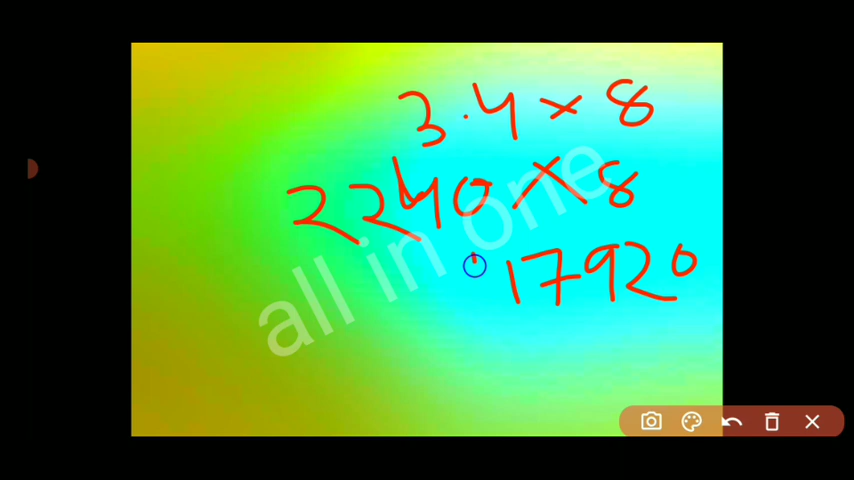 3.4 × 8
2240 × 8
17920
all in one